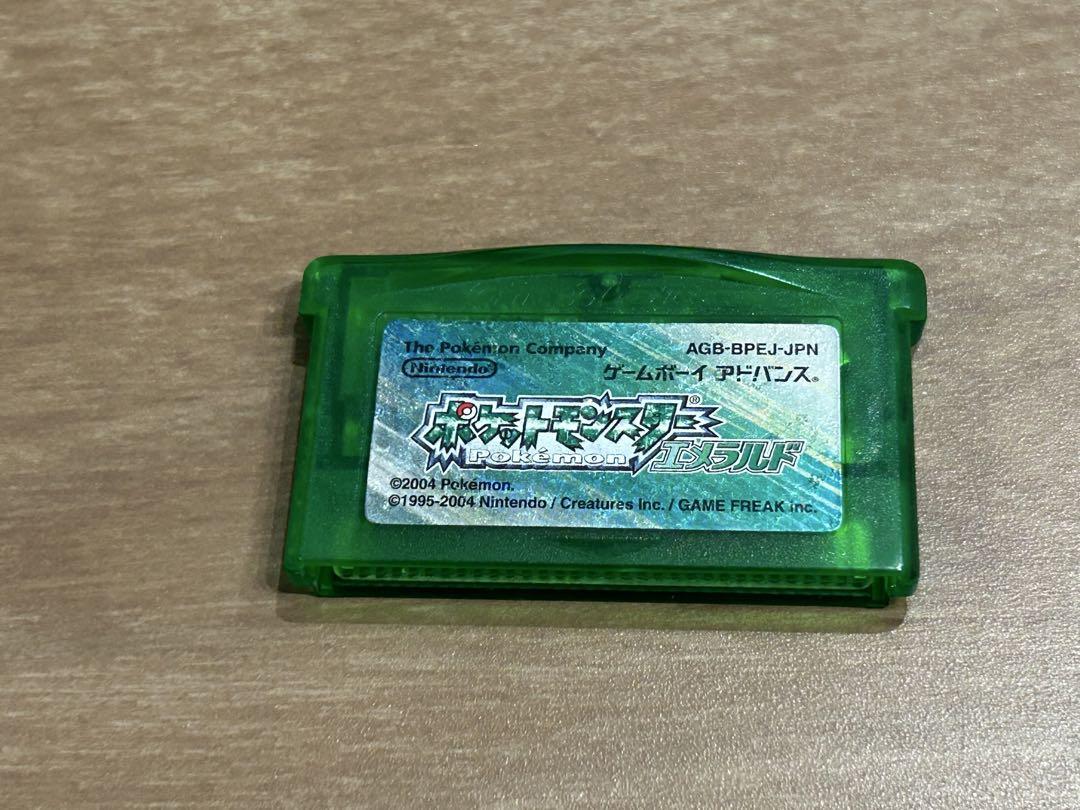 The Pokémon Company
AGB-BPEJ-JPN
Nintendo
ゲームボーイ アドバンス®
ポケットモンスター®
Pokémon
エメラルド
©2004 Pokémon.
©1995-2004 Nintendo / Creatures inc. / GAME FREAK inc.